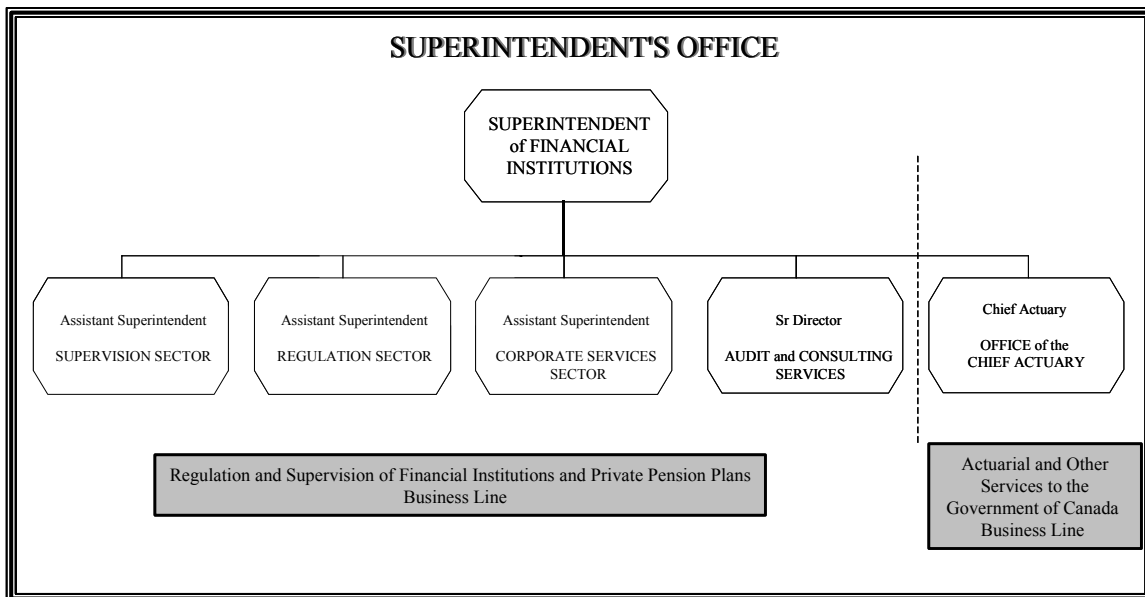 SUPERINTENDENT'S OFFICE
SUPERINTENDENT
of FINANCIAL
INSTITUTIONS
Assistant Superintendent
SUPERVISION SECTOR
Assistant Superintendent
REGULATION SECTOR
Assistant Superintendent
CORPORATE SERVICES
SECTOR
Sr Director
AUDIT and CONSULTING
SERVICES
Chief Actuary
OFFICE of the
CHIEF ACTUARY
Regulation and Supervision of Financial Institutions and Private Pension Plans
Business Line
Actuarial and Other
Services to the
Government of Canada
Business Line